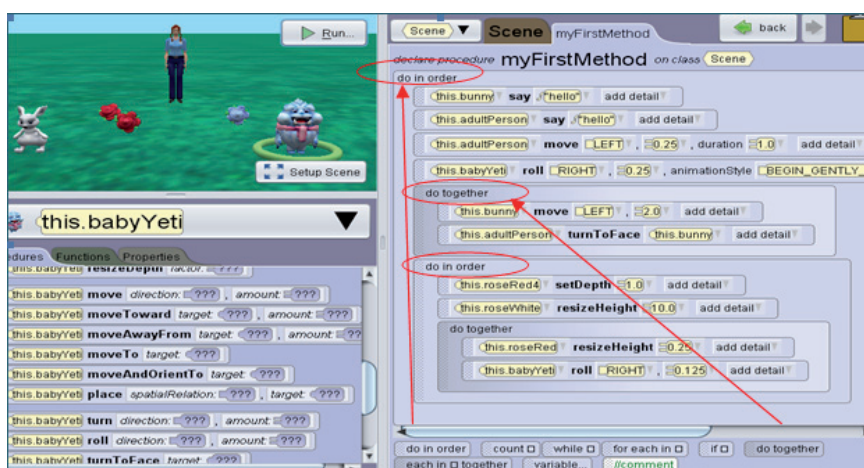 Run...
Setup Scene
this.babyYeti
edures Functions Properties
this.babyYeti resizeDepth factor: ???
this.babyYeti move direction: ??? , amount: ???
this.babyYeti moveToward target: ??? , amount: ???
this.babyYeti moveAwayFrom target: ??? , amount: ??
this.babyYeti moveTo target: ???
this.babyYeti moveAndOrientTo target: ???
this.babyYeti place spatialRelation: ??? , target: ???
this.babyYeti turn direction: ??? , amount: ???
this.babyYeti roll direction: ??? , amount: ???
this.babyYeti turnToFace target: ???
Scene Scene myFirstMethod back
declare procedure myFirstMethod on class Scene
do in order
this.bunny say "hello" add detail
this.adultPerson say "hello" add detail
this.adultPerson move LEFT , 0.25 , duration 1.0 add detail
this.babyYeti roll RIGHT , 0.25 , animationStyle BEGIN_GENTLY_
do together
this.bunny move LEFT , 2.0 add detail
this.adultPerson turnToFace this.bunny add detail
do in order
this.roseRed4 setDepth 1.0 add detail
this.roseWhite resizeHeight 10.0 add detail
do together
this.roseRed resizeHeight 0.25 add detail
this.babyYeti roll RIGHT , 0.125 add detail
do in order count while for each in if do together
each in together variable... //comment